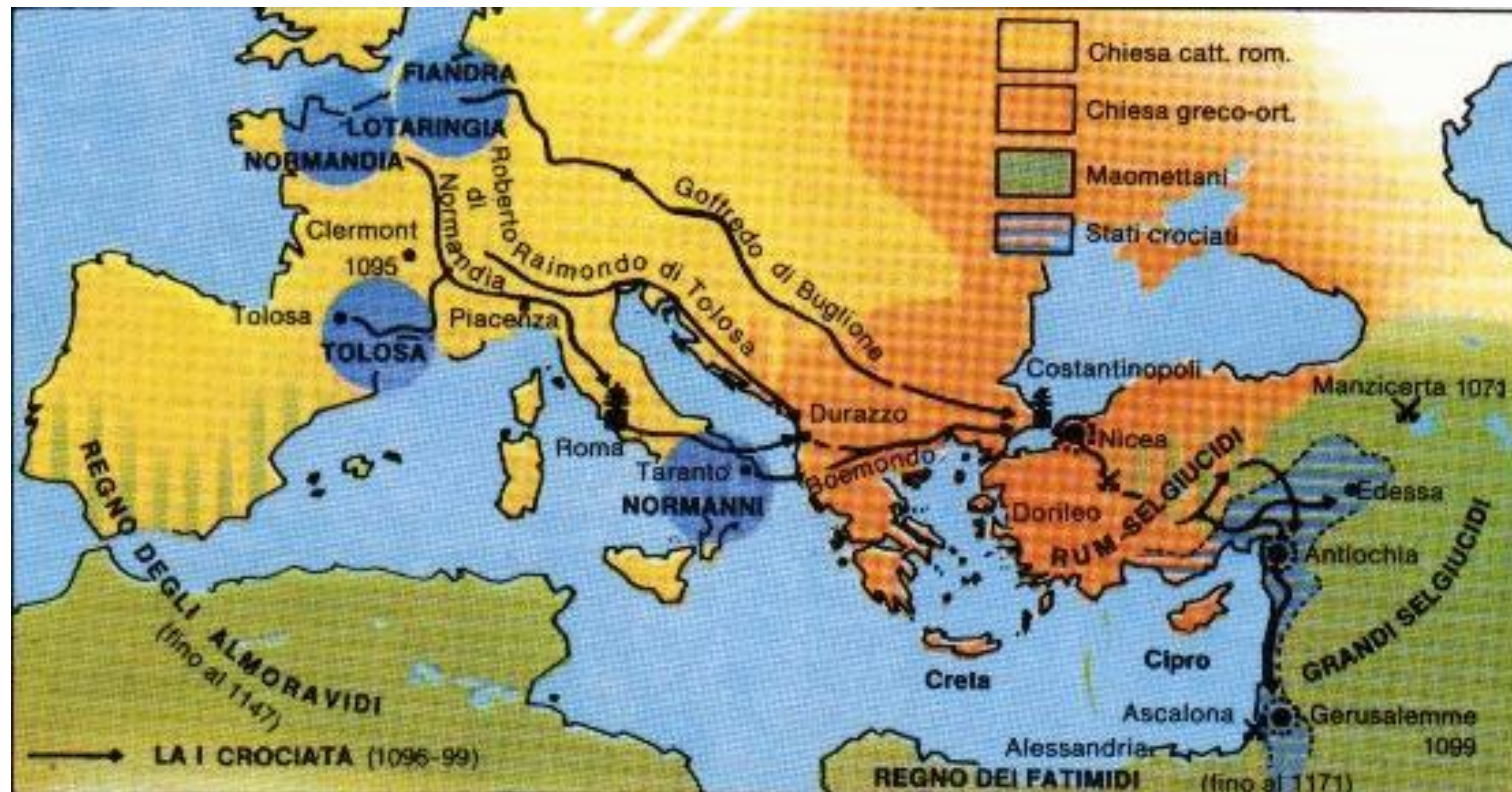 Chiesa catt. rom.
Chiesa greco-ort.
Maomettani
Stati crociati
FIANDRA
LOTARINGIA
NORMANDIA
Roberto di Normandia
Clermont
1095
Goffredo di Buglione
Raimondo di Tolosa
Tolosa
TOLOSA
Piacenza
Costantinopoli
Manzicerta 1071
Durazzo
Nicea
Roma
Taranto
NORMANNI
Boemondo
Dorileo
RUM-SELGIUCIDI
Edessa
Antiochia
GRANDI SELGIUCIDI
REGNO DEGLI ALMORAVIDI
(fino al 1147)
Creta
Cipro
Ascalona
Gerusalemme
1099
Alessandria
LA I CROCIATA (1096-99)
REGNO DEI FATIMIDI
(fino al 1171)